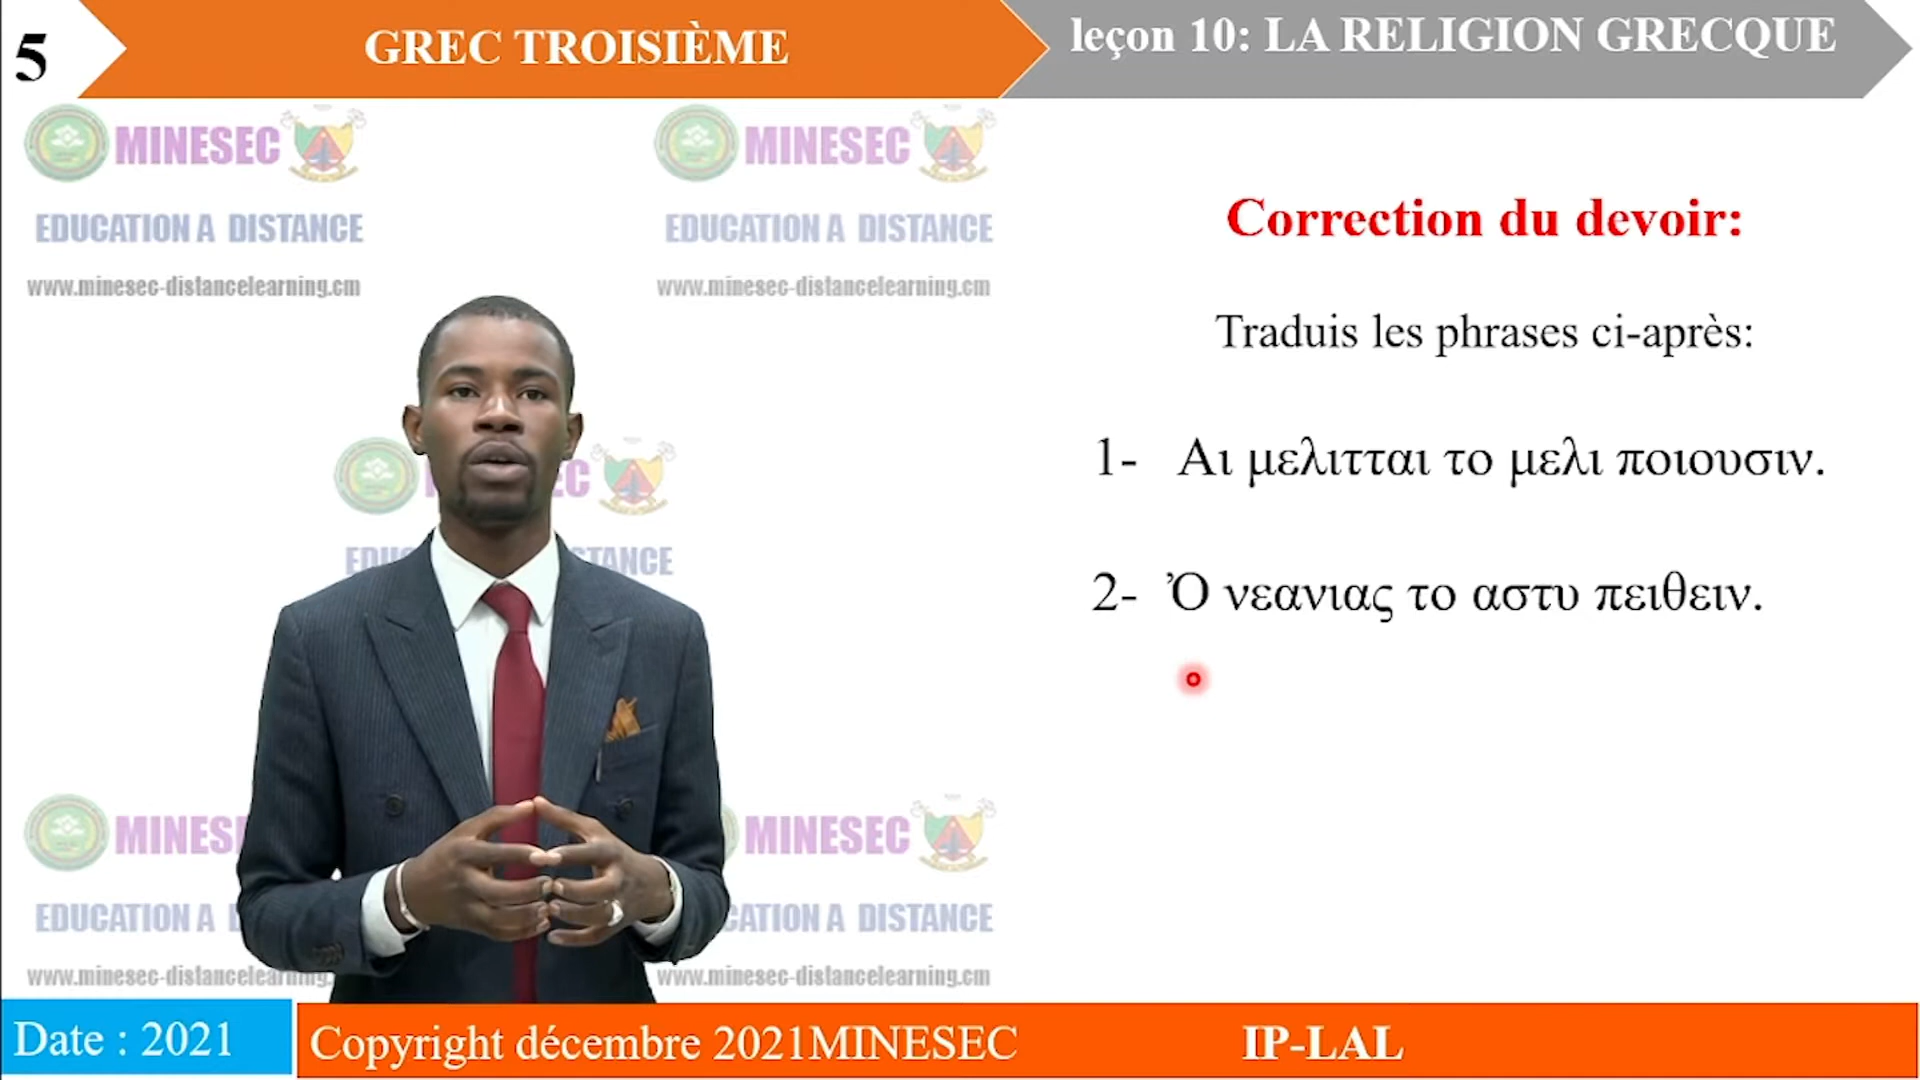 5
GREC TROISIÈME
leçon 10: LA RELIGION GRECQUE
MINESEC
EDUCATION A DISTANCE
www.minesec-distancelearning.cm
MINESEC
EDUCATION A DISTANCE
www.minesec-distancelearning.cm
Correction du devoir:
Traduis les phrases ci-après:
1- Αι μελιτται το μελι ποιουσιν.
2- Ὀ νεανιας το αστυ πειθειν.
MINESEC
EDUCATION A DISTANCE
www.minesec-distancelearning.cm
Date : 2021
Copyright décembre 2021MINESEC
IP-LAL